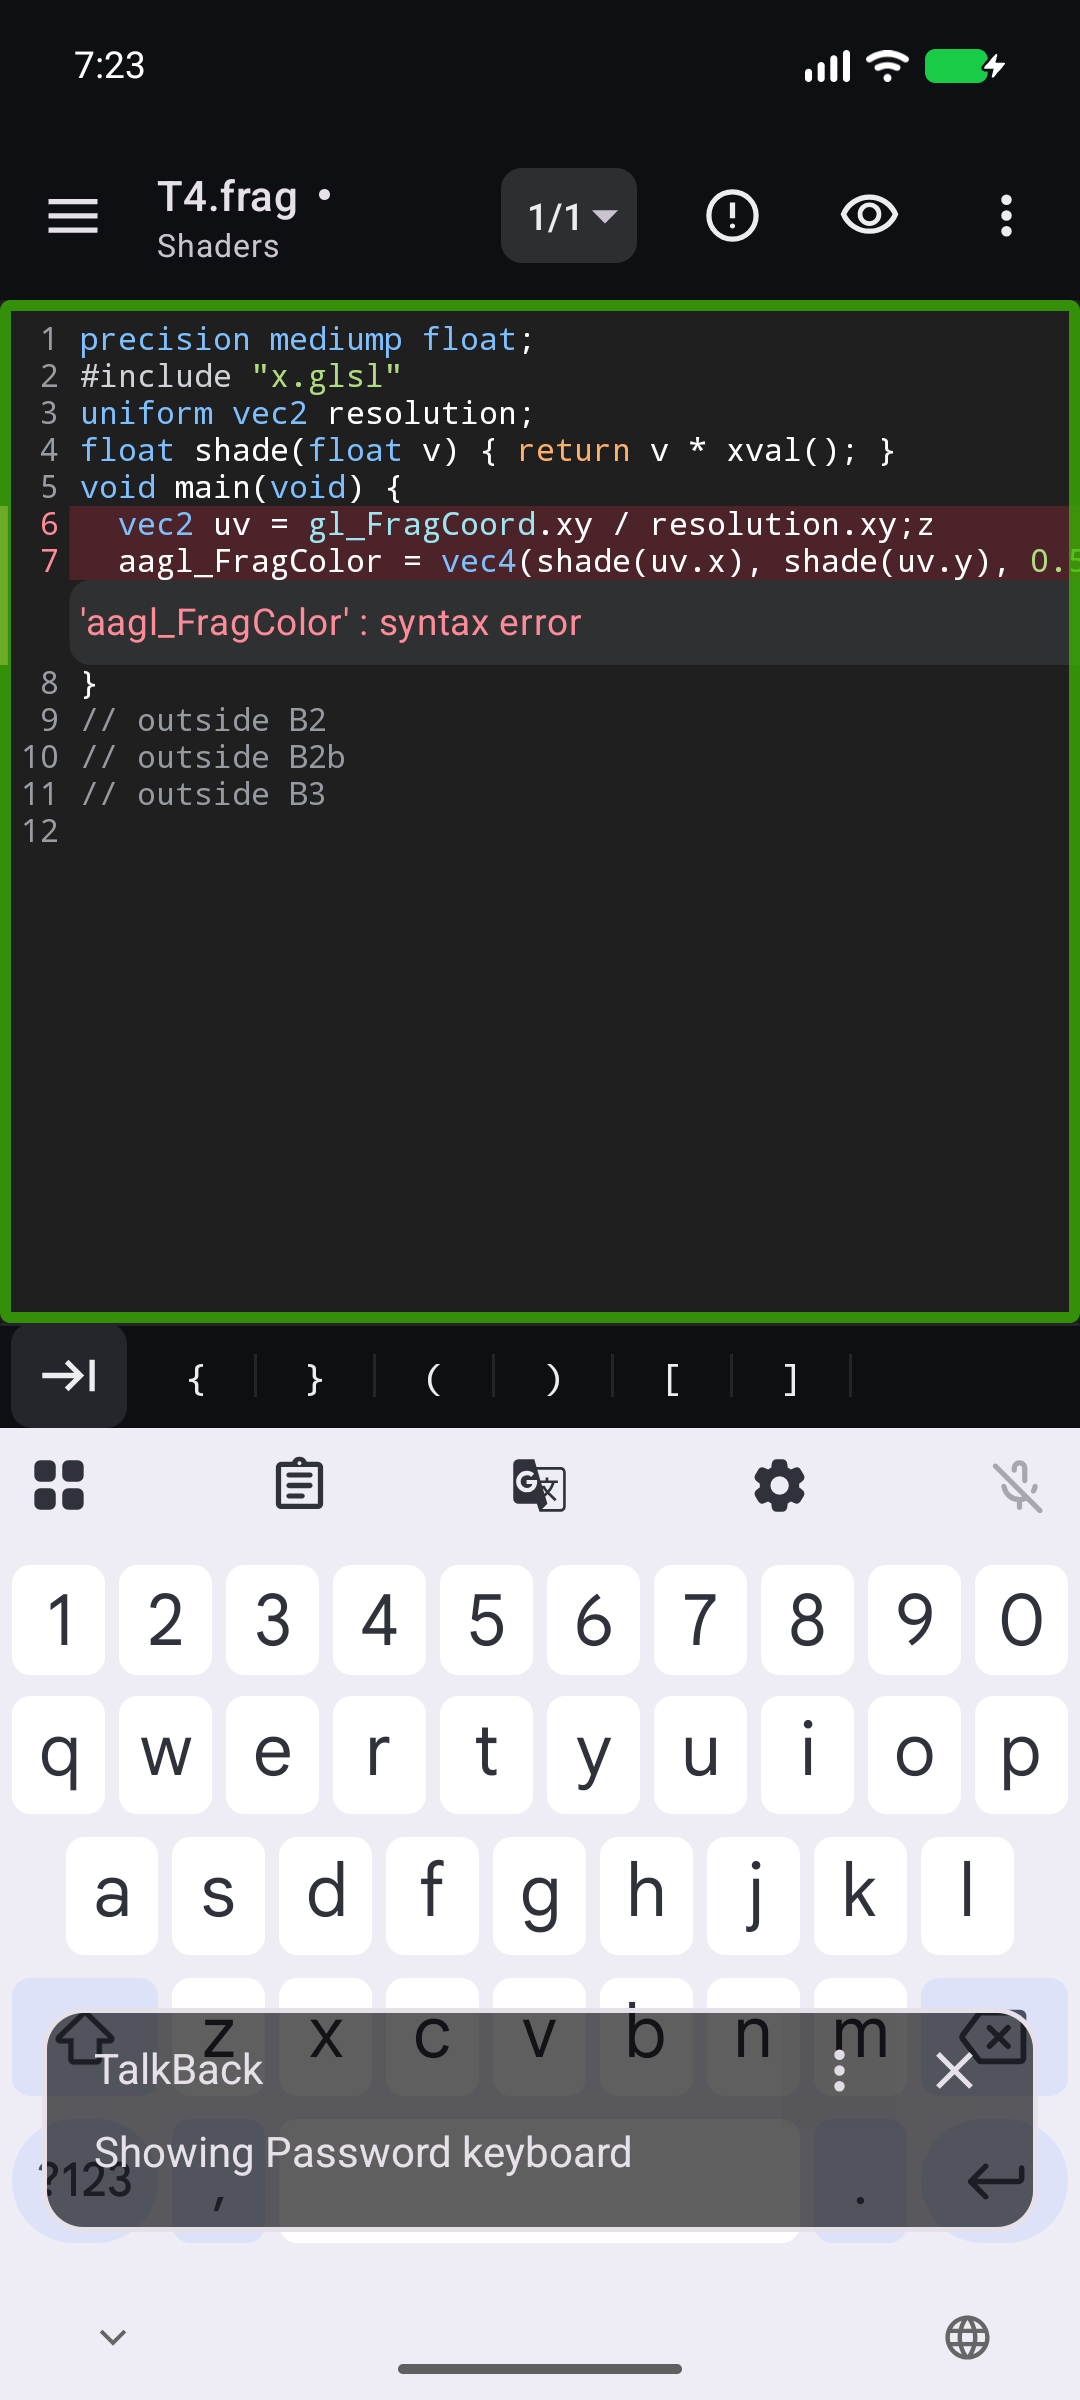 7:23
T4.frag •
Shaders
1/1
1 precision mediump float;
2 #include "x.glsl"
3 uniform vec2 resolution;
4 float shade(float v) { return v * xval(); }
5 void main(void) {
6   vec2 uv = gl_FragCoord.xy / resolution.xy;z
7   aagl_FragColor = vec4(shade(uv.x), shade(uv.y), 0.5
'aagl_FragColor' : syntax error
8 }
9 // outside B2
10 // outside B2b
11 // outside B3
12
{ } ( ) [ ]
1 2 3 4 5 6 7 8 9 0
q w e r t y u i o p
a s d f g h j k l
z x c v b n m
TalkBack
Showing Password keyboard
?123 , .